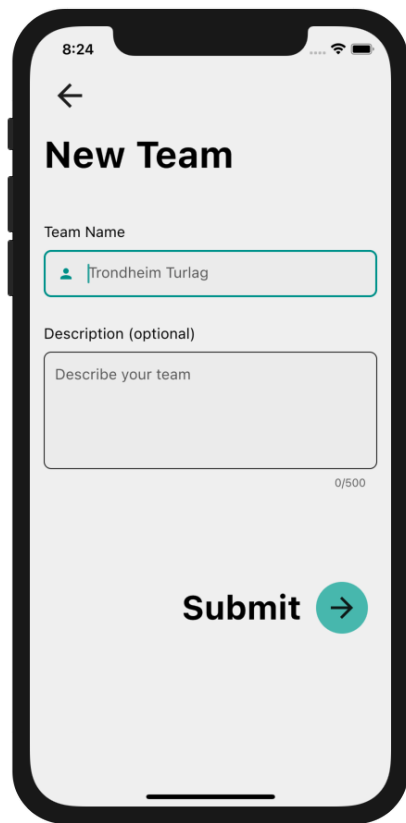 8:24
New Team
Team Name
Trondheim Turlag
Description (optional)
Describe your team
0/500
Submit